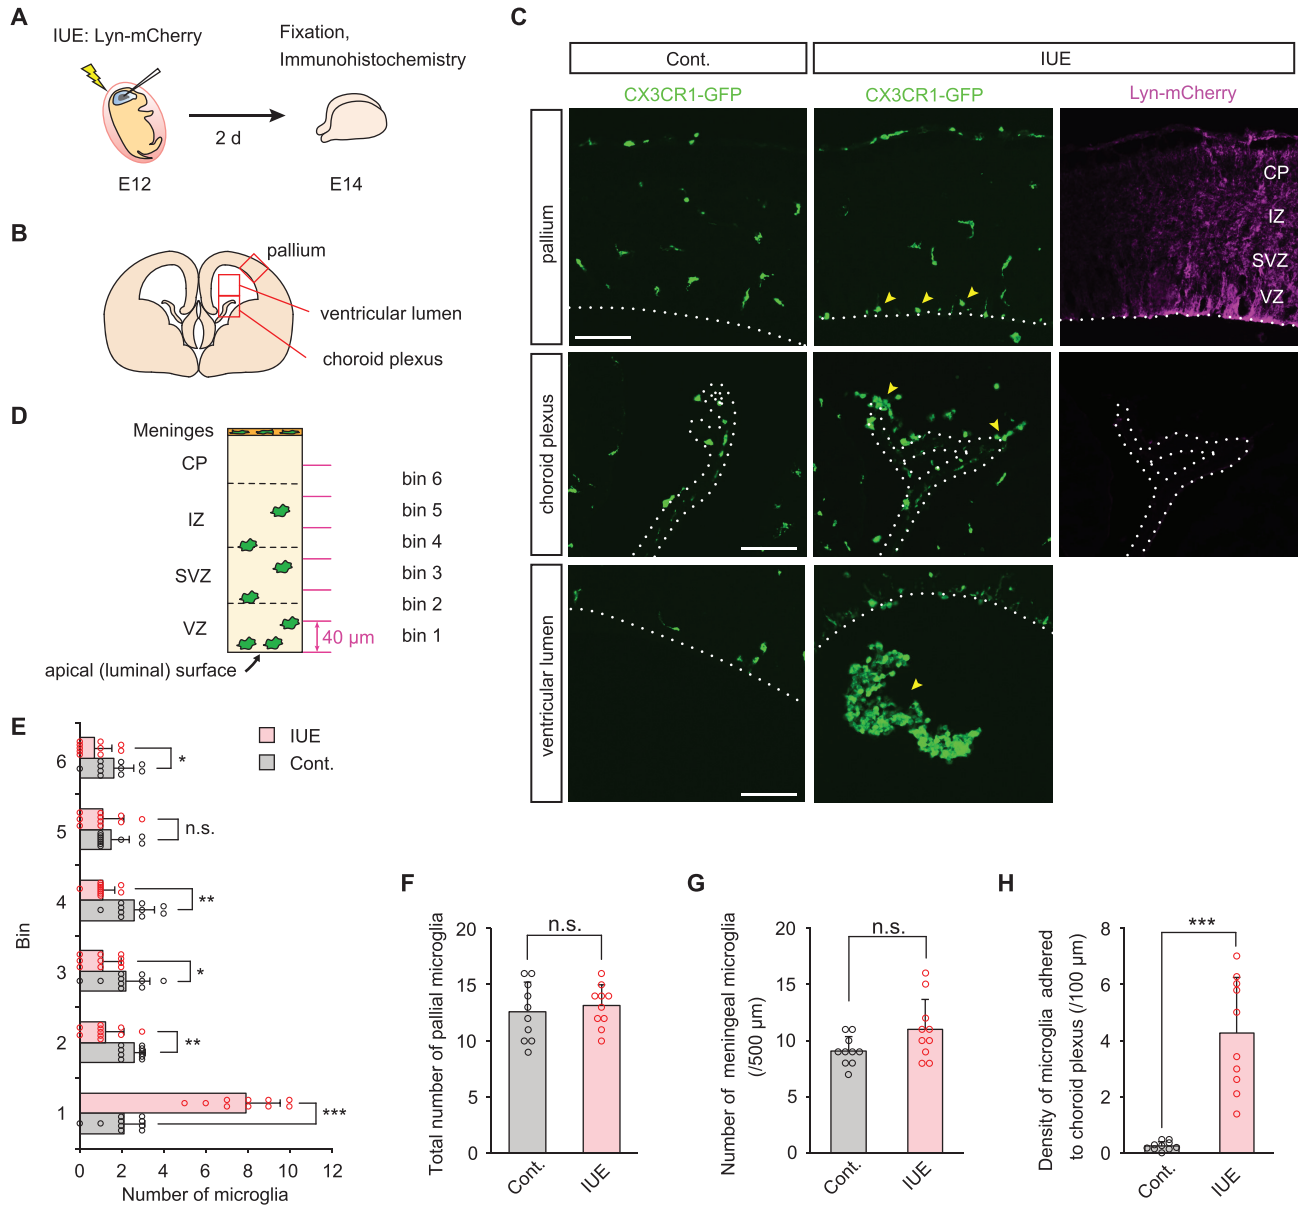 A
IUE: Lyn-mCherry
Fixation,
Immunohistochemistry
2 d
E12
E14
B
pallium
ventricular lumen
choroid plexus
C
Cont.
IUE
CX3CR1-GFP
CX3CR1-GFP
Lyn-mCherry
pallium
CP
IZ
SVZ
VZ
choroid plexus
ventricular lumen
D
Meninges
CP
IZ
SVZ
VZ
bin 6
bin 5
bin 4
bin 3
bin 2
bin 1
40 µm
apical (luminal) surface
E
IUE
Cont.
Bin
6
*
5
n.s.
4
**
3
*
2
**
1
***
0 2 4 6 8 10 12
Number of microglia
F
Total number of pallial microglia
n.s.
20
15
10
5
0
Cont.
IUE
G
Number of meningeal microglia
(/500 µm)
n.s.
20
15
10
5
0
Cont.
IUE
H
Density of microglia adhered
to choroid plexus (/100 µm)
***
8
6
4
2
0
Cont.
IUE